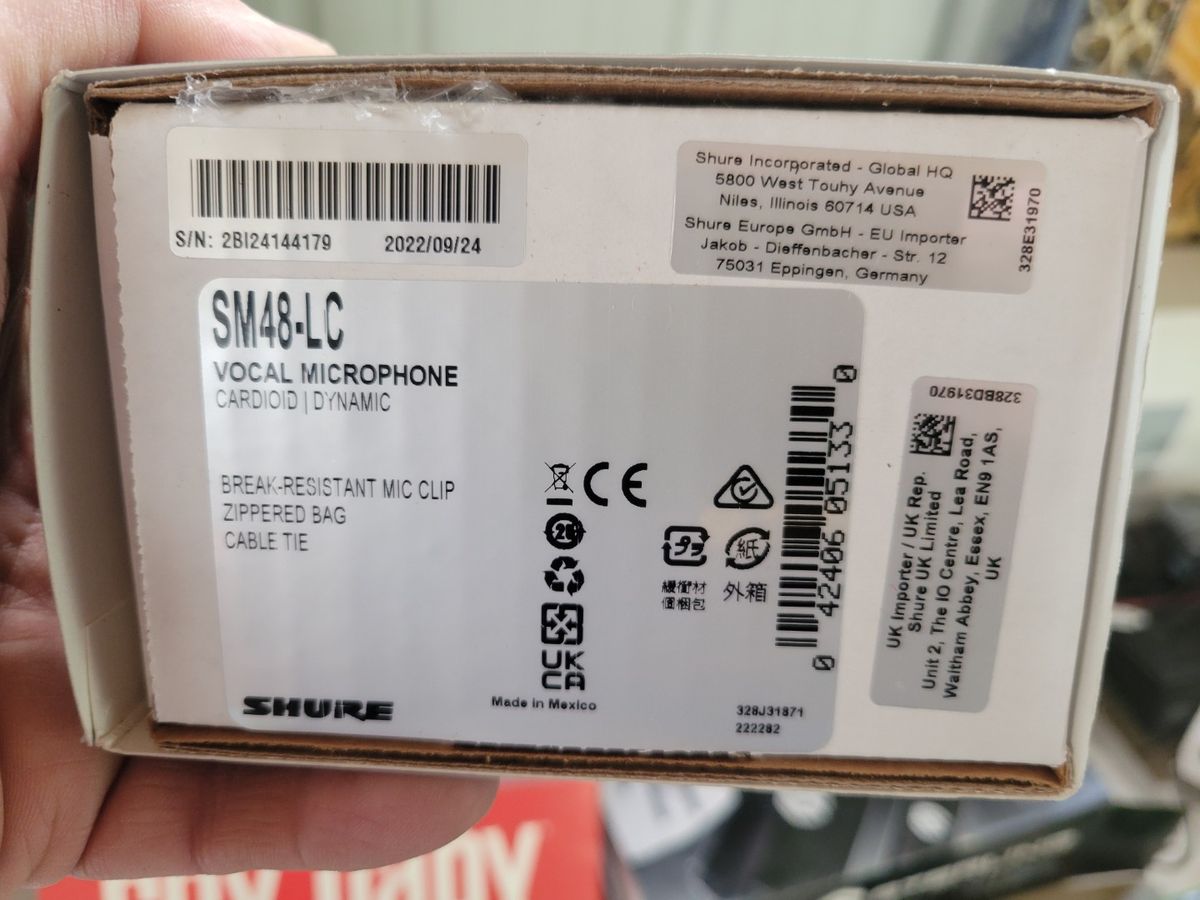 S/N: 2BI24144179 2022/09/24
Shure Incorporated - Global HQ
5800 West Touhy Avenue
Niles, Illinois 60714 USA
Shure Europe GmbH - EU Importer
Jakob - Dieffenbacher - Str. 12
75031 Eppingen, Germany
328E31970
SM48-LC
VOCAL MICROPHONE
CARDIOID | DYNAMIC
BREAK-RESISTANT MIC CLIP
ZIPPERED BAG
CABLE TIE
CE
UK
CA
紙
緩衝材
個梱包
外箱
プラ
0 42406 05133 0
SHURE
Made in Mexico
328J31871
222282
328BD31970
UK Importer / UK Rep.
Shure UK Limited
Unit 2, The IO Centre, Lea Road,
Waltham Abbey, Essex, EN9 1AS,
UK